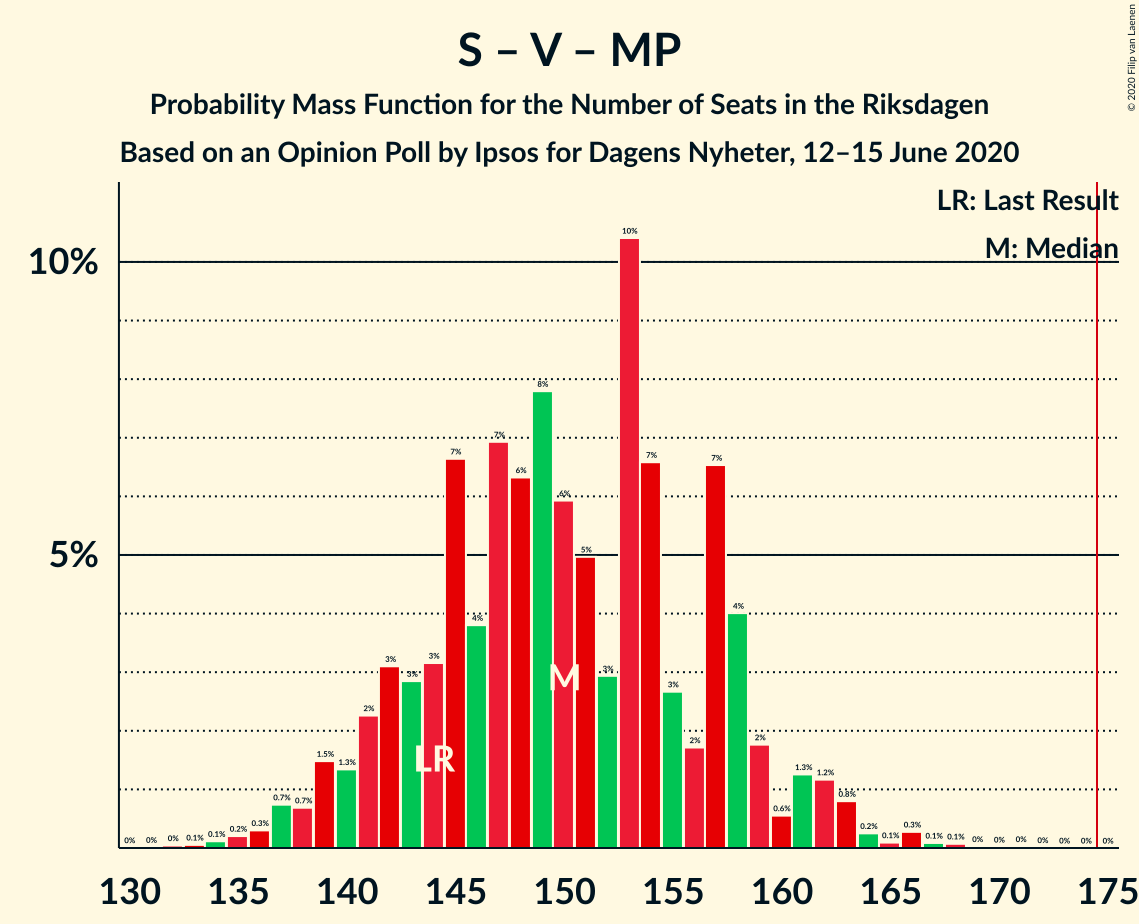 S – V – MP
Probability Mass Function for the Number of Seats in the Riksdagen
Based on an Opinion Poll by Ipsos for Dagens Nyheter, 12–15 June 2020
© 2020 Filip van Laenen
LR: Last Result
M: Median
10%
5%
0% 0% 0% 0.1% 0.1% 0.2% 0.3% 0.7% 0.7% 1.5% 1.3% 2% 3% 3% 3% 7% 4% 7% 6% 8% 6% 5% 3% 10% 7% 3% 2% 7% 4% 2% 0.6% 1.3% 1.2% 0.8% 0.2% 0.1% 0.3% 0.1% 0.1% 0% 0% 0% 0% 0% 0% 0%
M
LR
130 135 140 145 150 155 160 165 170 175